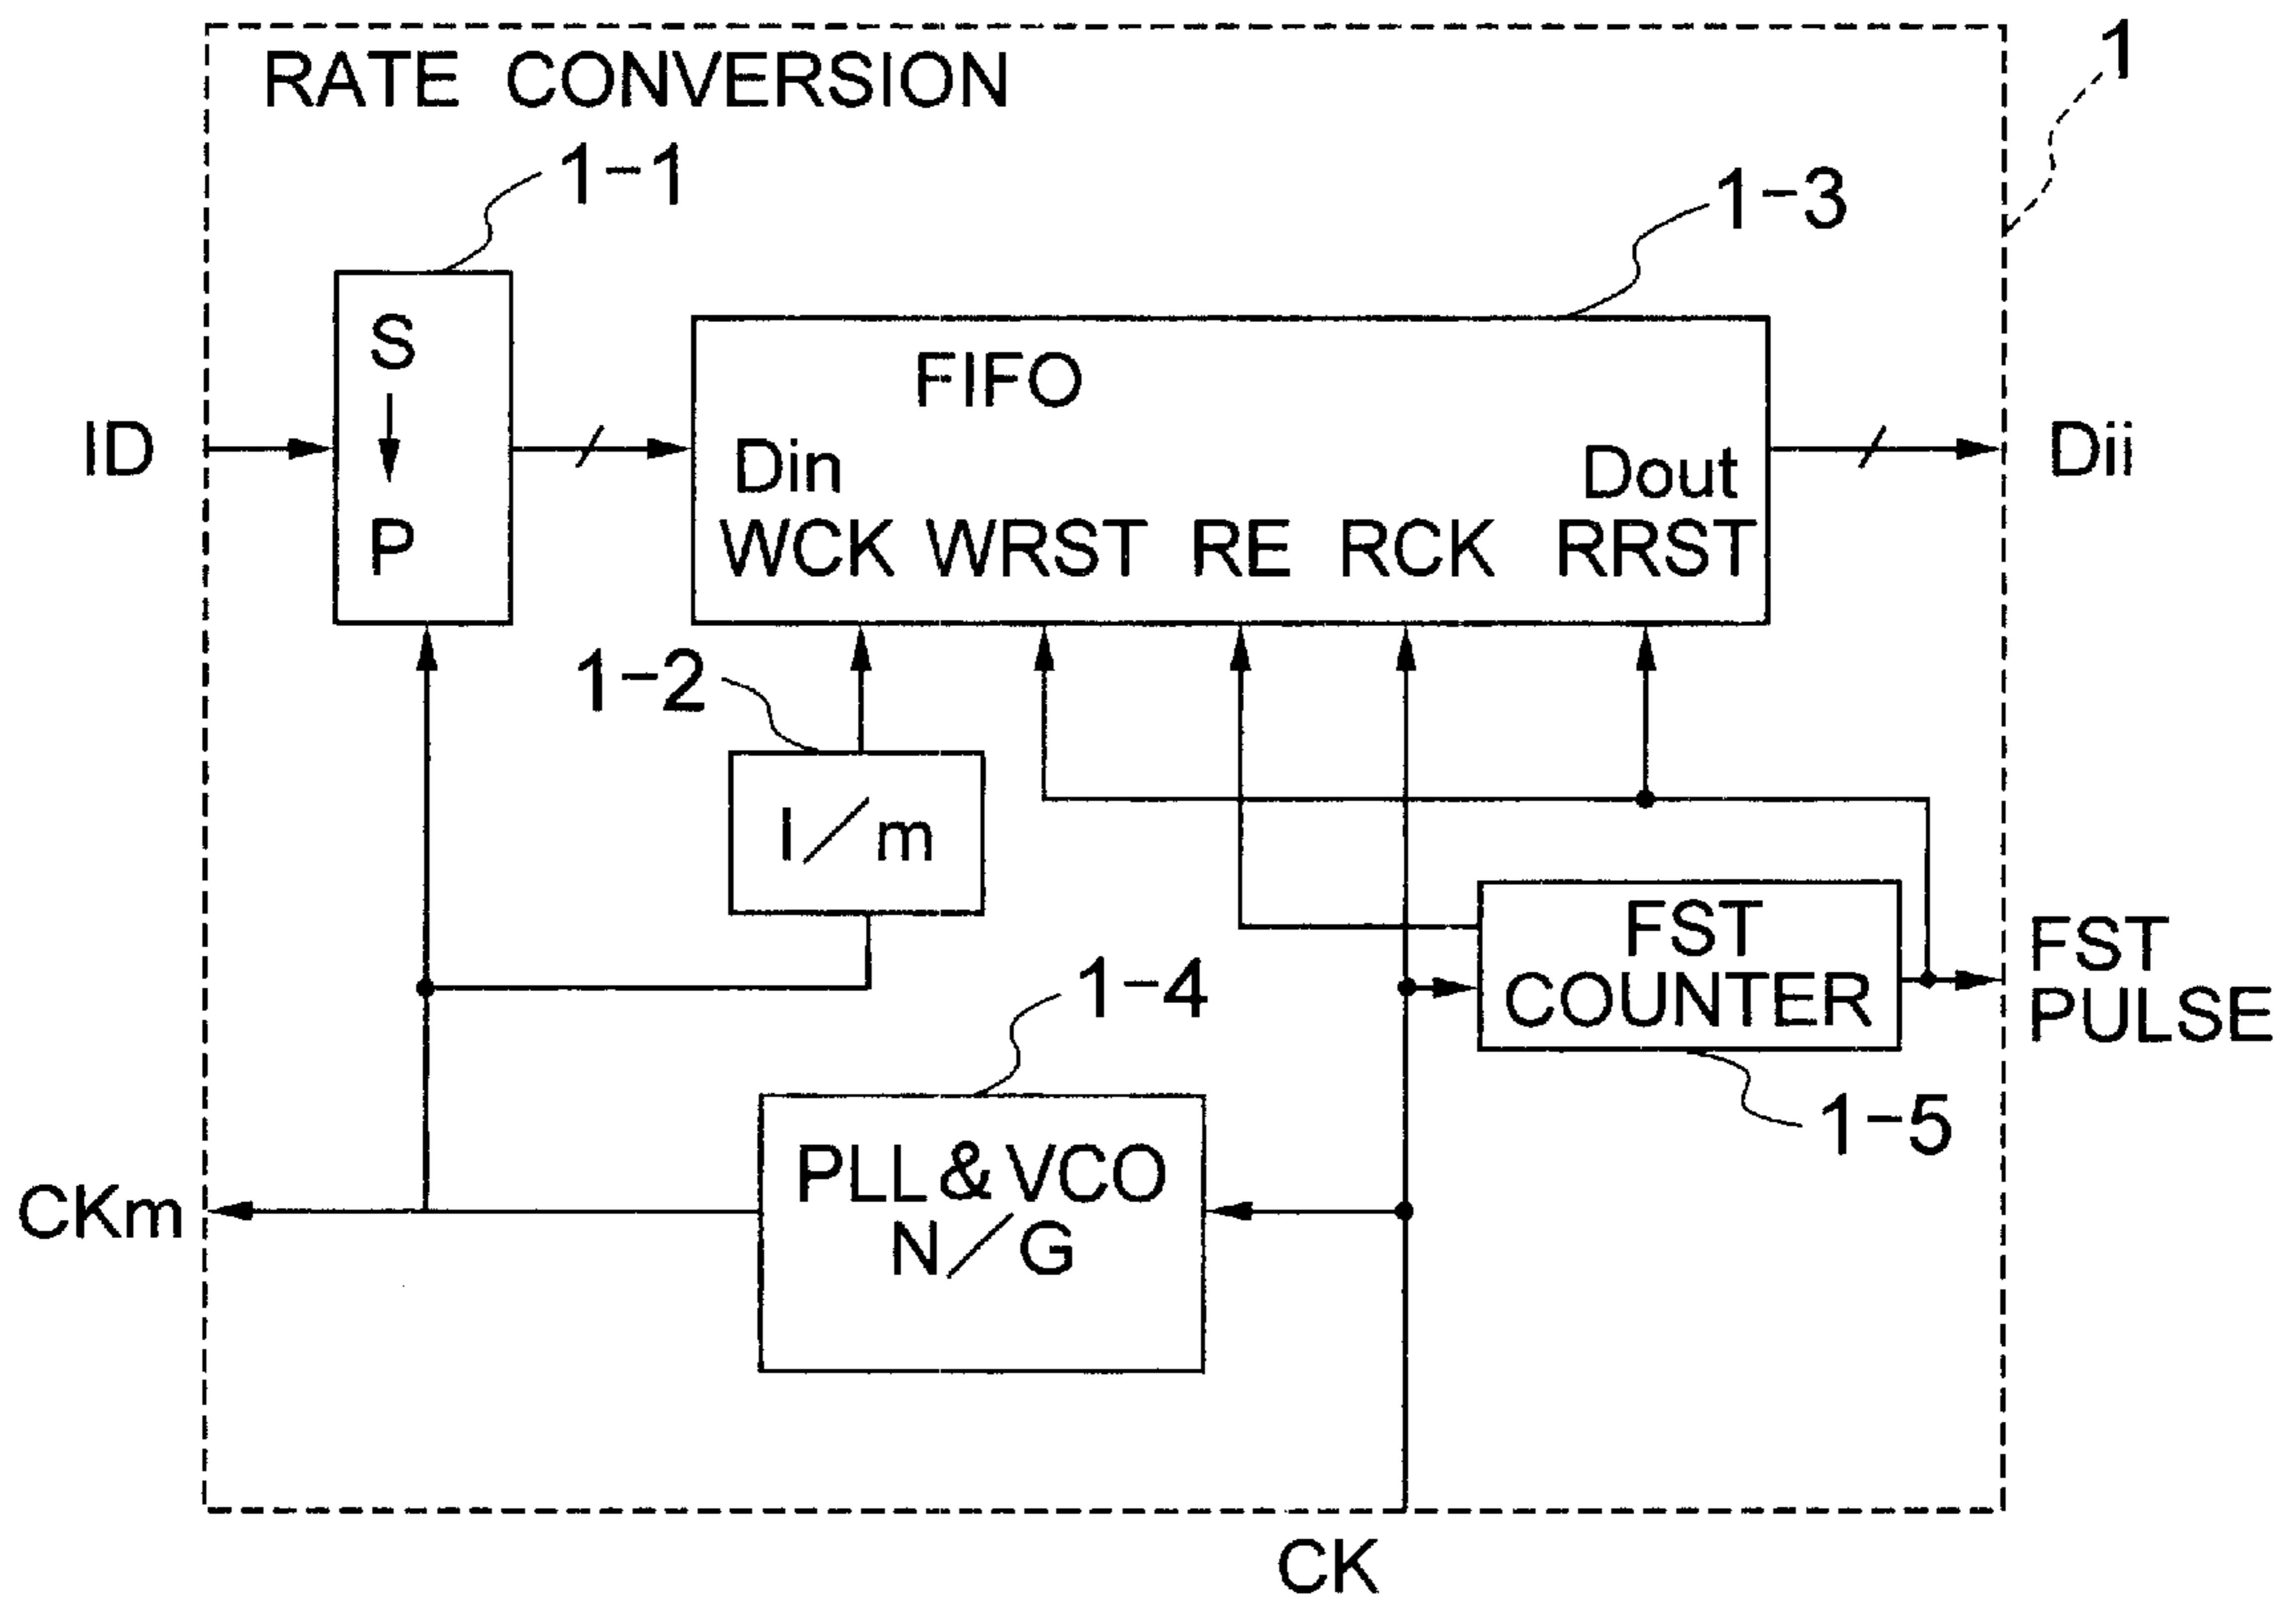 RATE CONVERSION
1
1-1
1-3
S
P
FIFO
ID
Din
Dout
Dii
WCK WRST RE RCK RRST
1-2
I/m
FST
COUNTER
FST
PULSE
1-4
1-5
PLL & VCO
N/G
CKm
CK